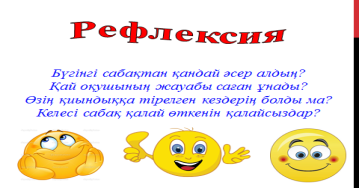 Рефлексия
Бүгінгі сабақтан қандай әсер алдың?
Қай оқушының жауабы саған ұнады?
Өзің қиындыққа тірелген кездерің болды ма?
Келесі сабақ қалай өткенін қалайсыздар?